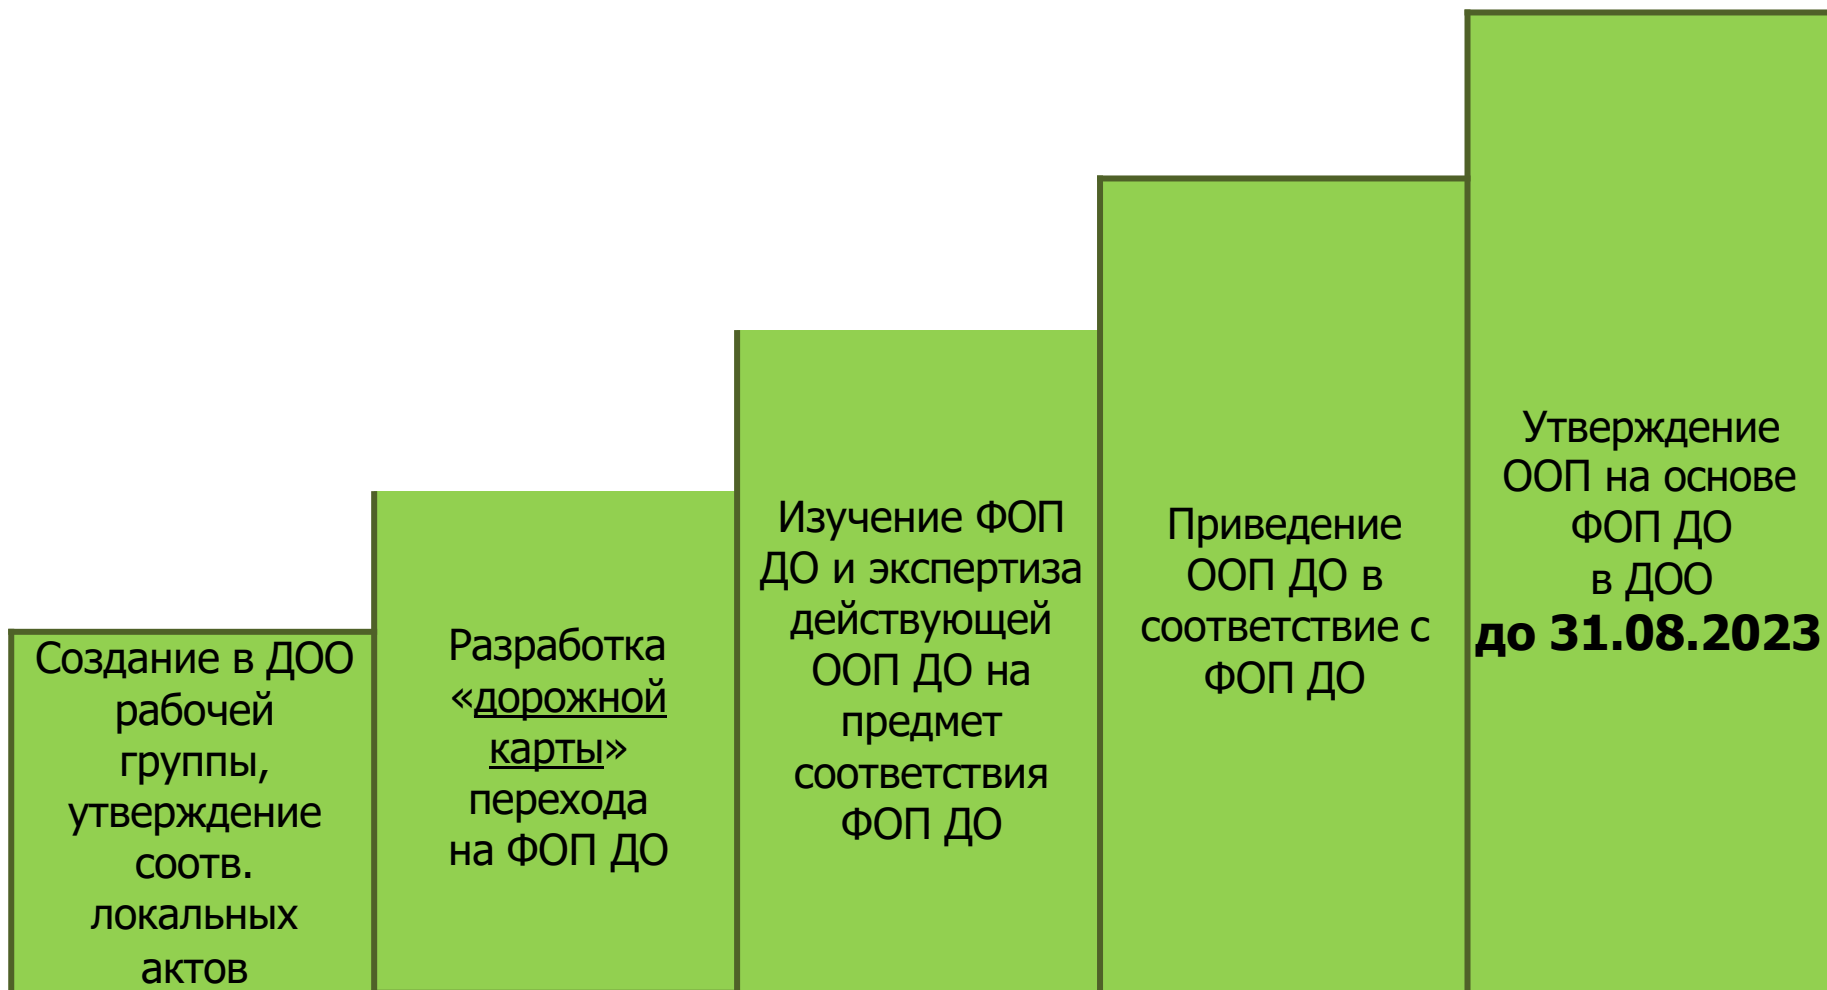 Создание в ДОО
рабочей
группы,
утверждение
соотв.
локальных
актов
Разработка
«дорожной
карты»
перехода
на ФОП ДО
Изучение ФОП
ДО и экспертиза
действующей
ООП ДО на
предмет
соответствия
ФОП ДО
Приведение
ООП ДО в
соответствие с
ФОП ДО
Утверждение
ООП на основе
ФОП ДО
в ДОО
до 31.08.2023